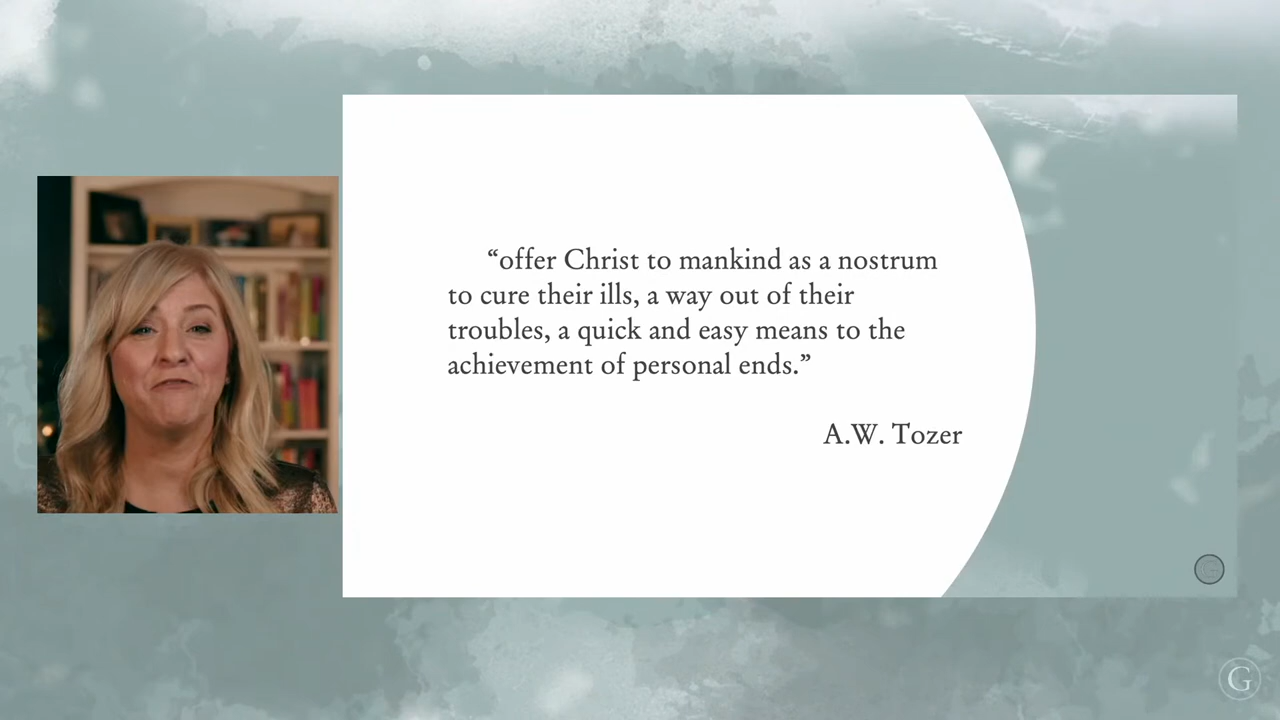 “offer Christ to mankind as a nostrum
to cure their ills, a way out of their
troubles, a quick and easy means to the
achievement of personal ends.”
A.W. Tozer
G